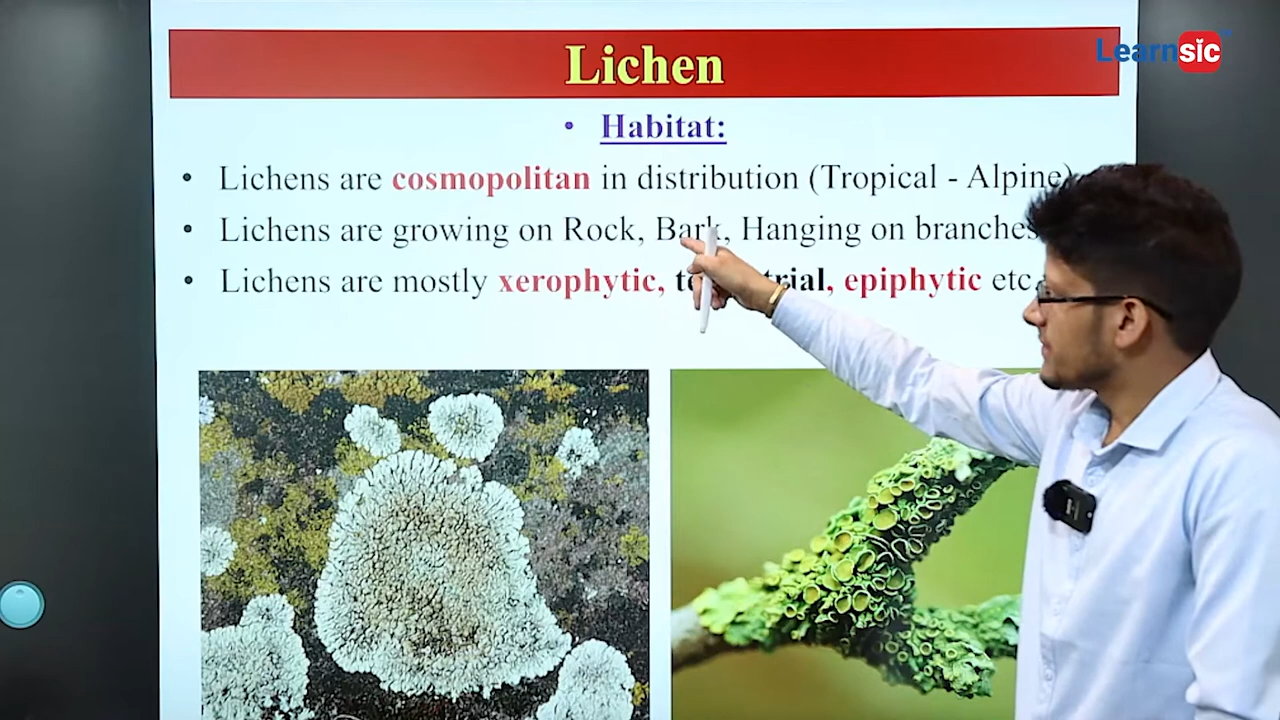 Learnsic
Lichen
• Habitat:
• Lichens are cosmopolitan in distribution (Tropical - Alpine)
• Lichens are growing on Rock, Bark, Hanging on branches
• Lichens are mostly xerophytic, epiphytic etc.